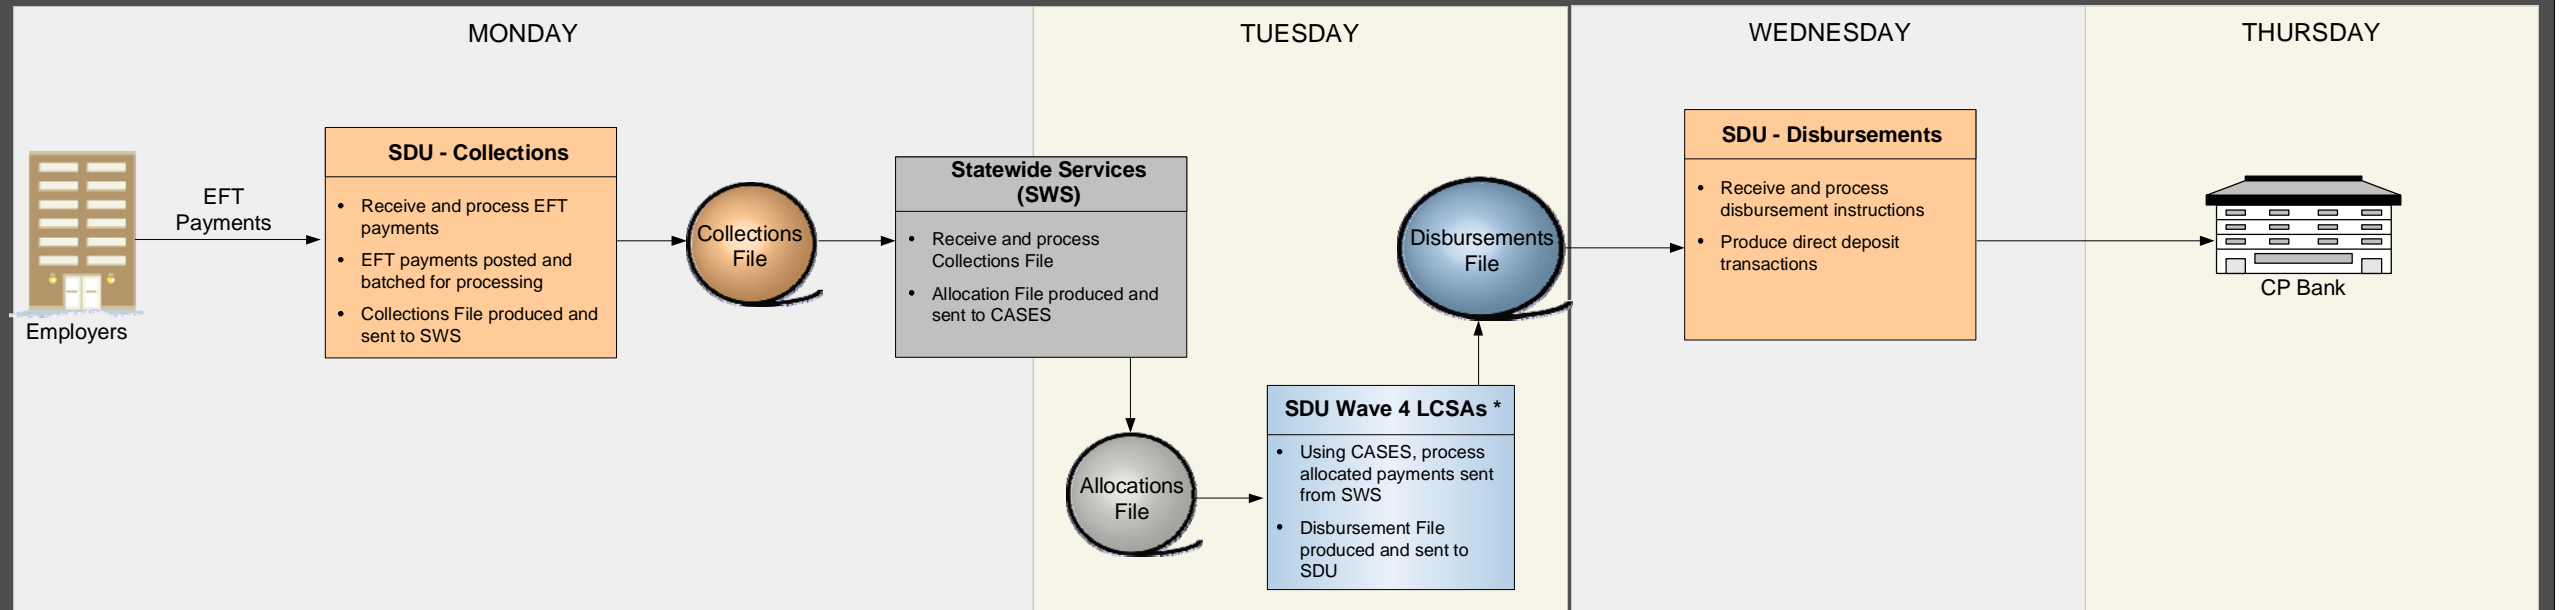 MONDAY
TUESDAY
WEDNESDAY
THURSDAY
Employers
EFT
Payments
SDU - Collections
• Receive and process EFT
payments
• EFT payments posted and
batched for processing
• Collections File produced and
sent to SWS
Collections
File
Statewide Services
(SWS)
• Receive and process
Collections File
• Allocation File produced and
sent to CASES
Allocations
File
SDU Wave 4 LCSAs *
• Using CASES, process
allocated payments sent
from SWS
• Disbursement File
produced and sent to
SDU
Disbursements
File
SDU - Disbursements
• Receive and process
disbursement instructions
• Produce direct deposit
transactions
CP Bank